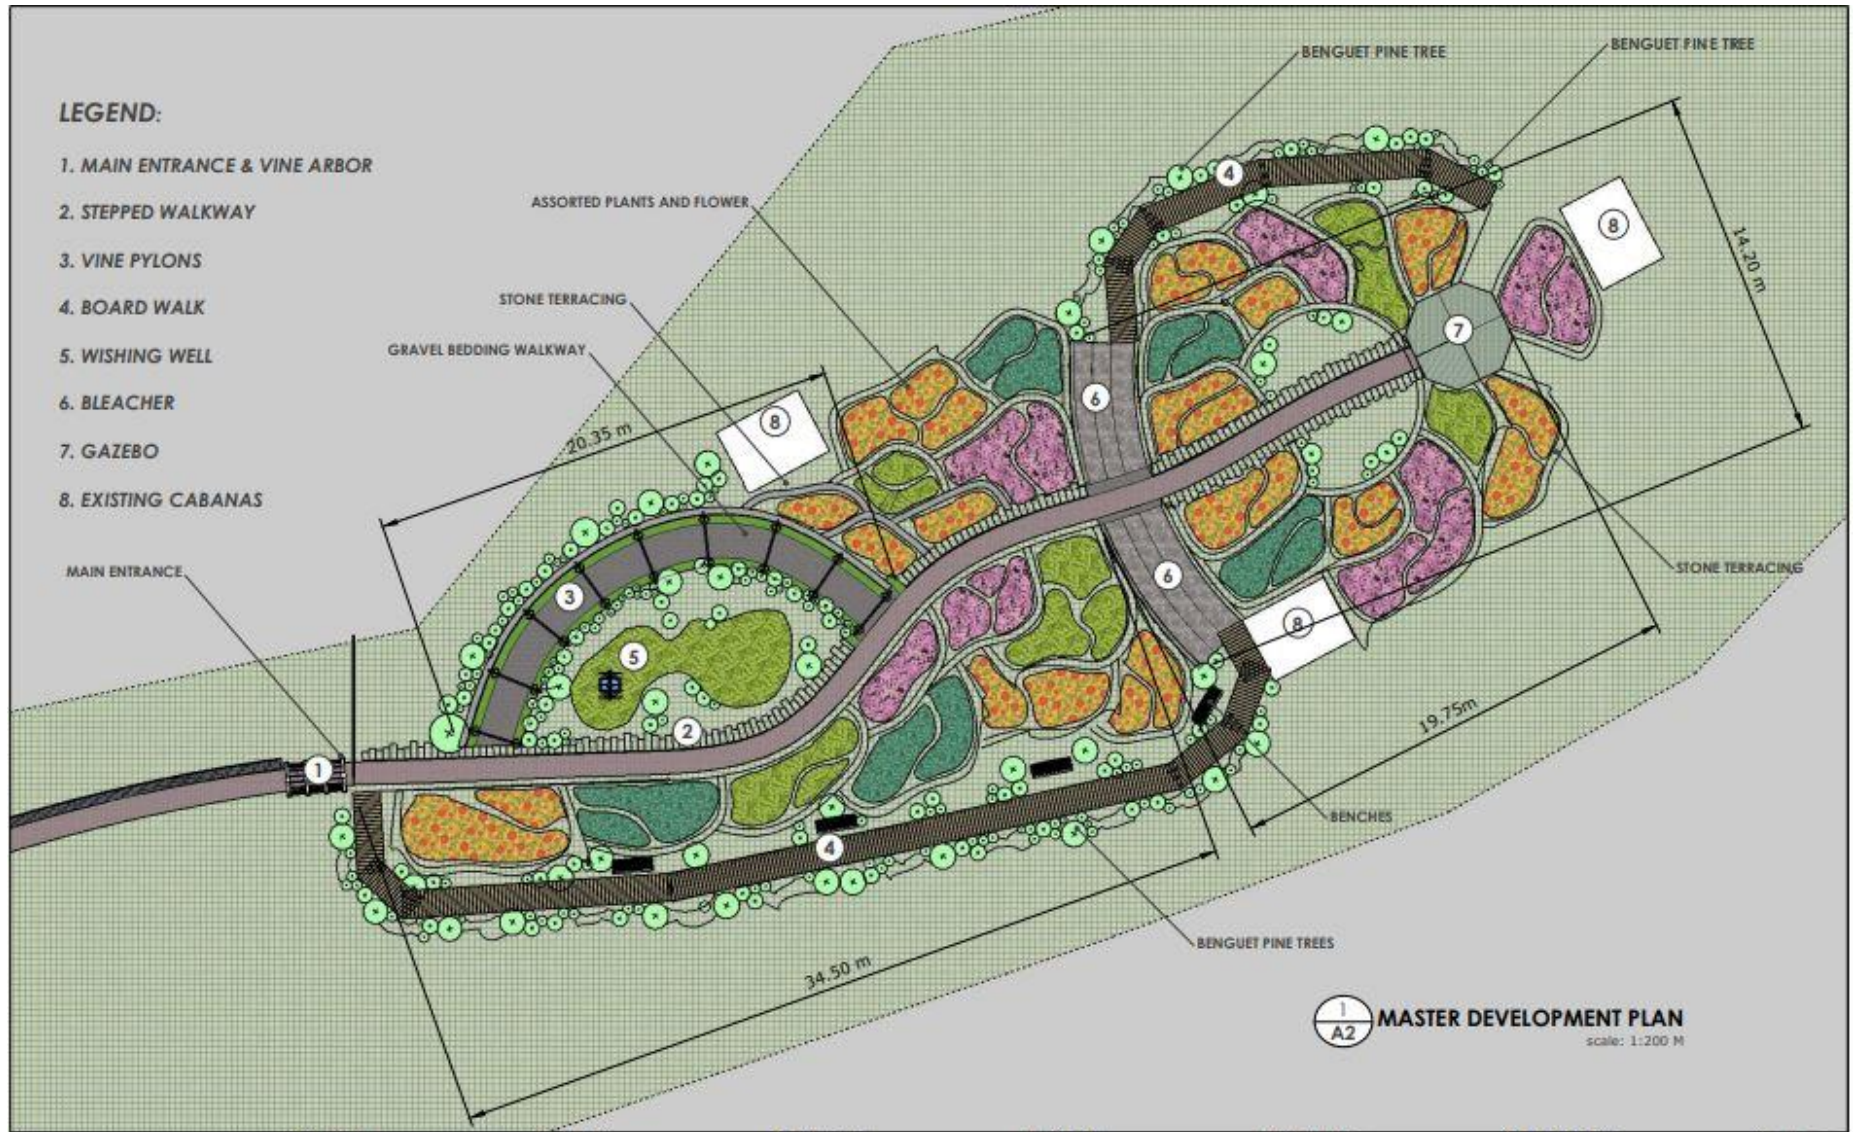 LEGEND:
1. MAIN ENTRANCE & VINE ARBOR
2. STEPPED WALKWAY
3. VINE PYLONS
4. BOARD WALK
5. WISHING WELL
6. BLEACHER
7. GAZEBO
8. EXISTING CABANAS
MAIN ENTRANCE
BENGUET PINE TREE
BENGUET PINE TREE
ASSORTED PLANTS AND FLOWER
STONE TERRACING
GRAVEL BEDDING WALKWAY
20.35 m
14.20 m
4
8
7
8
6
6
3
8
5
2
1
4
STONE TERRACING
19.75m
BENCHES
BENGUET PINE TREES
34.50 m
1
A2
MASTER DEVELOPMENT PLAN
scale: 1:200 M